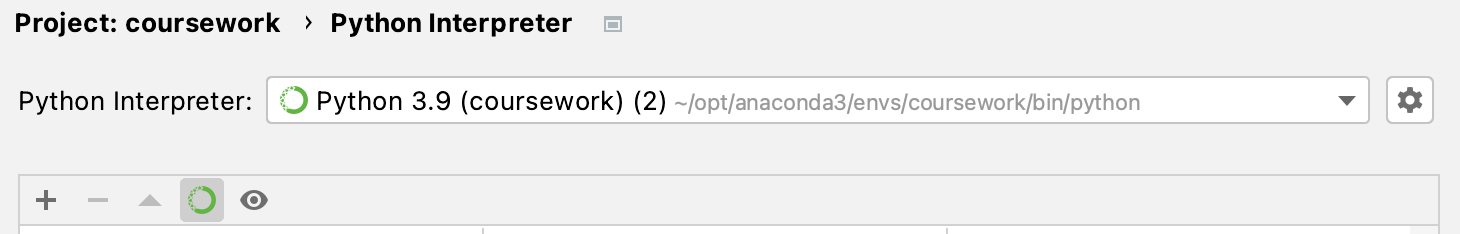 Project: coursework › Python Interpreter
Python Interpreter: Python 3.9 (coursework) (2) ~/opt/anaconda3/envs/coursework/bin/python